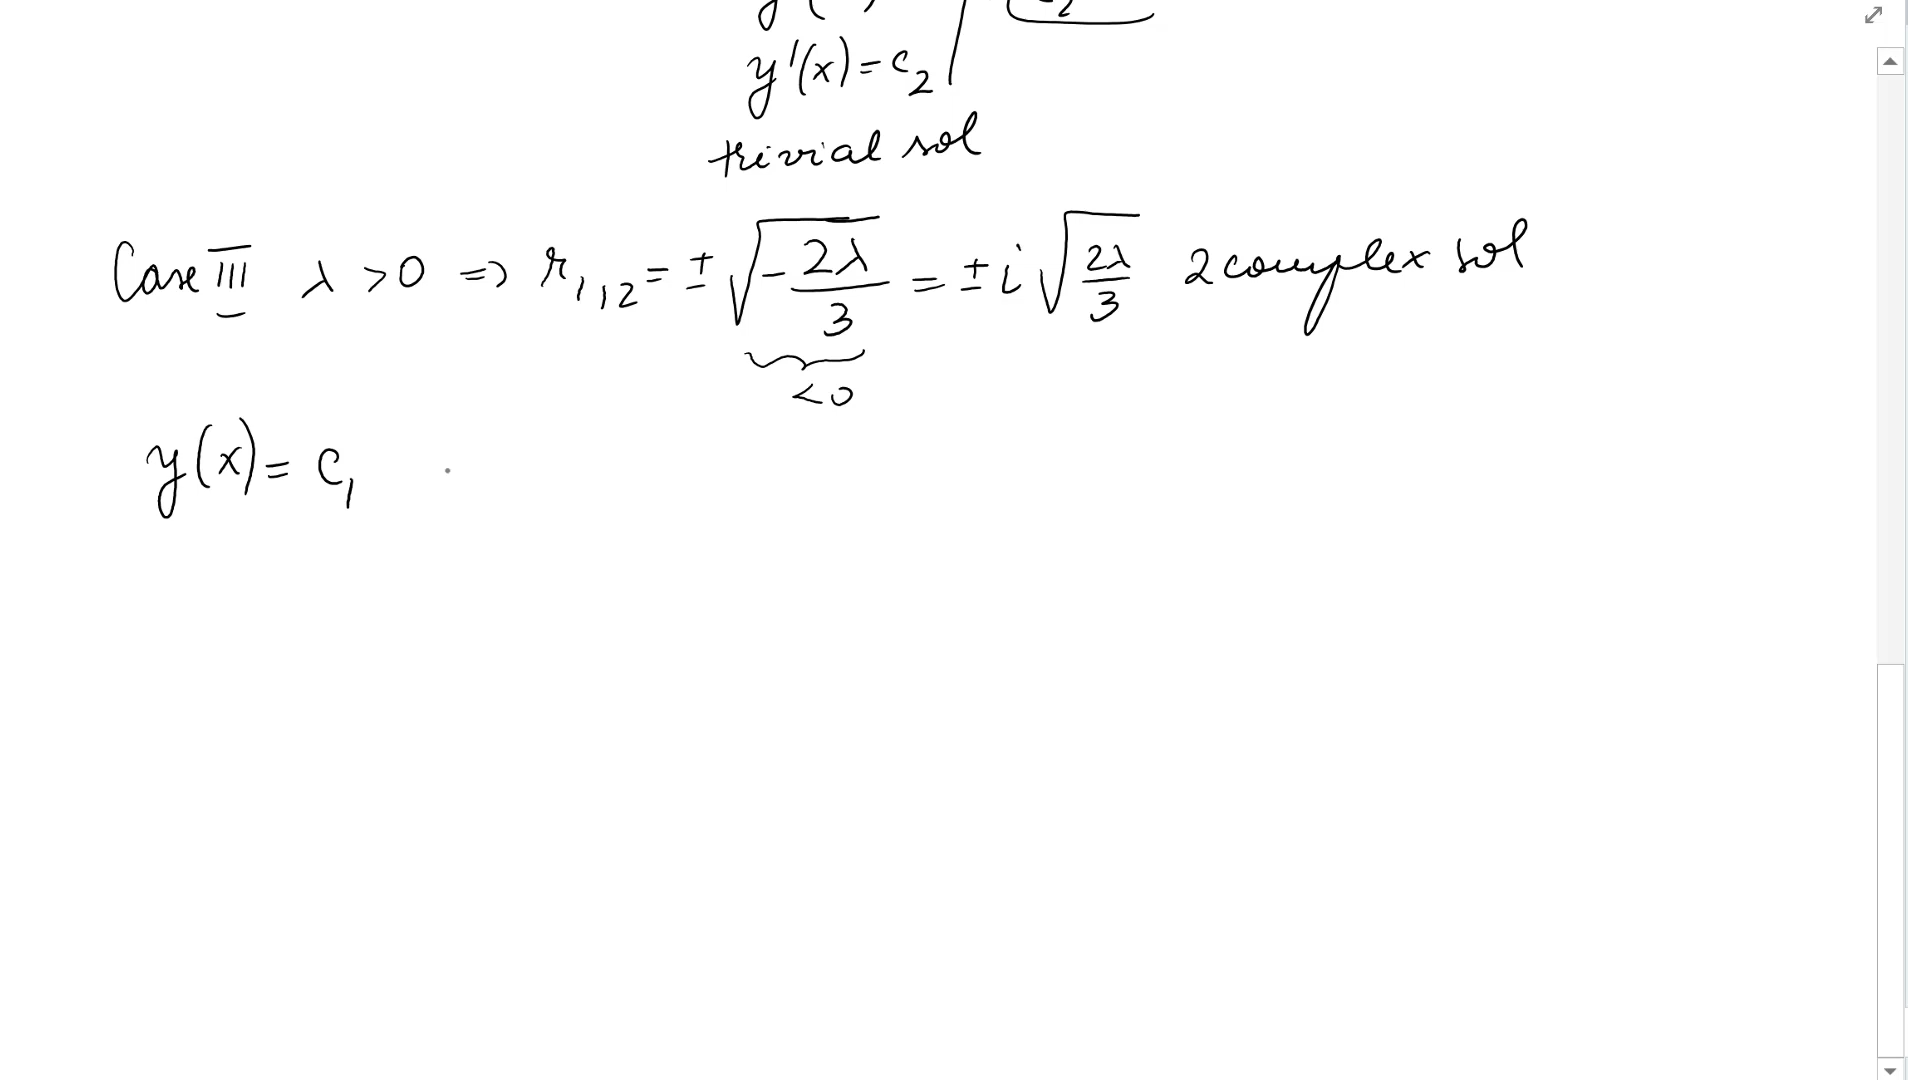 y'(x) = c₂
trivial sol
Case III λ > 0 ⇒ r₁,₂ = ± √(-2λ/3) = ± i √(2λ/3) 2 complex sol
< 0
y(x) = c₁